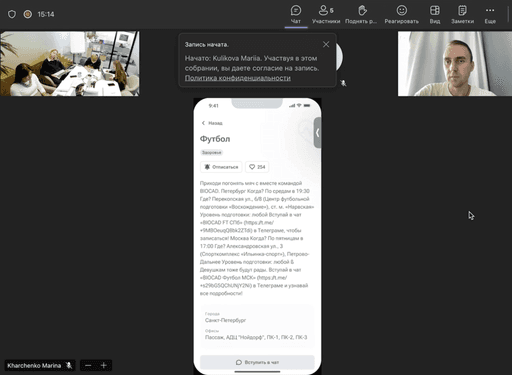 15:14
Чат
5
Участники
Поднять р...
Реагировать
Вид
Заметки
Еще
Запись начата.
Начато: Kulikova Mariia. Участвуя в этом
собрании, вы даете согласие на запись.
Политика конфиденциальности
9:41
Назад
Футбол
Здоровье
Отписаться
204
Приходи погонять мяч с вместе командой
BIOCAD. Петербург Когда? По средам в 19:30
Где? Перекопская ул., 6/8 (Центр футбольной
подготовки «Восхождение»), ст. м. «Нарвская»
Уровень подготовки: любой Вступай в чат
«BIOCAD FT СПб» (https://t.me/
в Телеграме, чтобы
записаться! Москва Когда? По пятницам в
17:00 Где? Александровская ул., 3
(Спорткомплекс «Ильинка-спорт»), Петрово-
Дальнее Уровень подготовки: любой &
Девушкам тоже будут рады. Вступай в чат
«BIOCAD Футбол МСК» (https://t.me/
в Телеграме и узнавай
все подробности!
Города
Санкт-Петербург
Офисы
Пассаж, АДЦ "Нойдорф", ПК-1, ПК-2, ПК-3
Вступить в чат
Kharchenko Marina